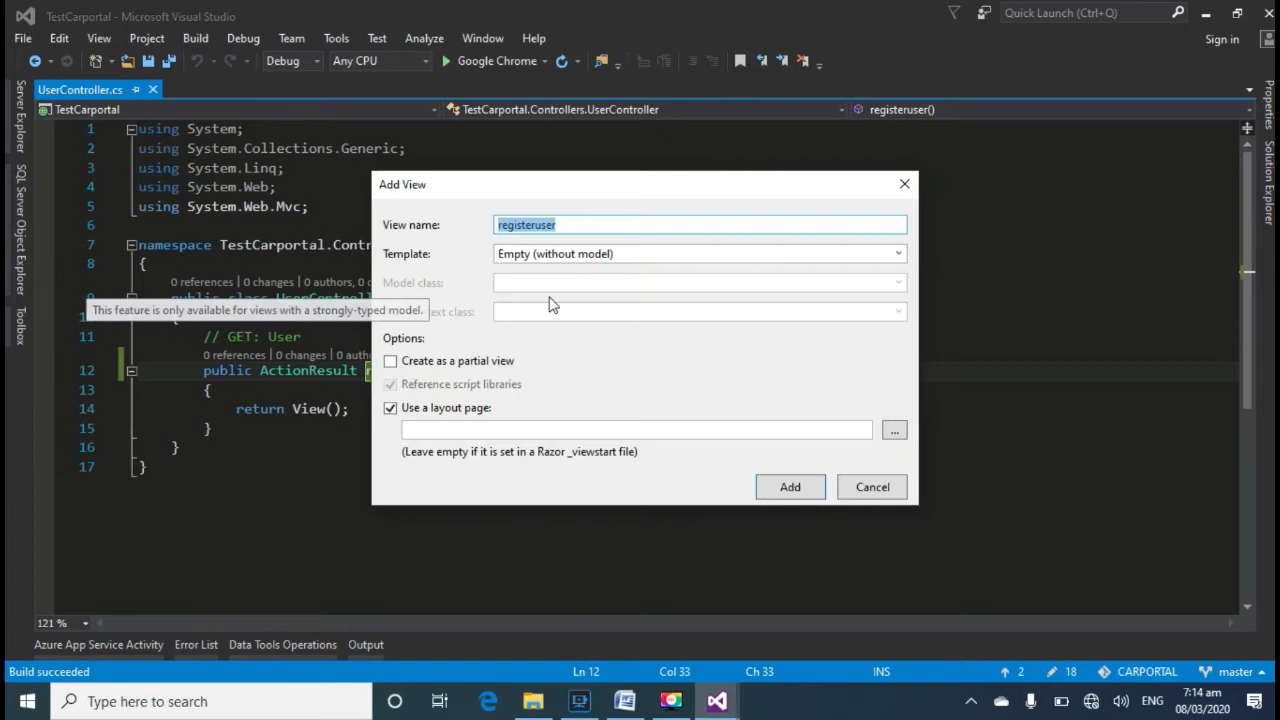 TestCarportal - Microsoft Visual Studio
Quick Launch (Ctrl+Q)
File Edit View Project Build Debug Team Tools Test Analyze Window Help
Sign in
Debug Any CPU Google Chrome
UserController.cs
TestCarportal TestCarportal.Controllers.UserController registeruser()
Server Explorer
SQL Server Object Explorer
Toolbox
Properties
Solution Explorer
1 using System;
2 using System.Collections.Generic;
3 using System.Linq;
4 using System.Web;
5 using System.Web.Mvc;
6
7 namespace TestCarportal.Contr
8 {
0 references | 0 changes | 0 authors, 0
9 public class UserControll
This feature is only available for views with a strongly-typed model.
11 // GET: User
0 references | 0 changes | 0 autho
12 public ActionResult r
13 {
14 return View();
15 }
16 }
17 }
Add View
View name: registeruser
Template: Empty (without model)
Model class:
ext class:
Options:
Create as a partial view
Reference script libraries
Use a layout page:
...
(Leave empty if it is set in a Razor _viewstart file)
Add Cancel
121 %
Azure App Service Activity Error List Data Tools Operations Output
Build succeeded Ln 12 Col 33 Ch 33 INS 2 18 CARPORTAL master
Type here to search
ENG
7:14 am
08/03/2020